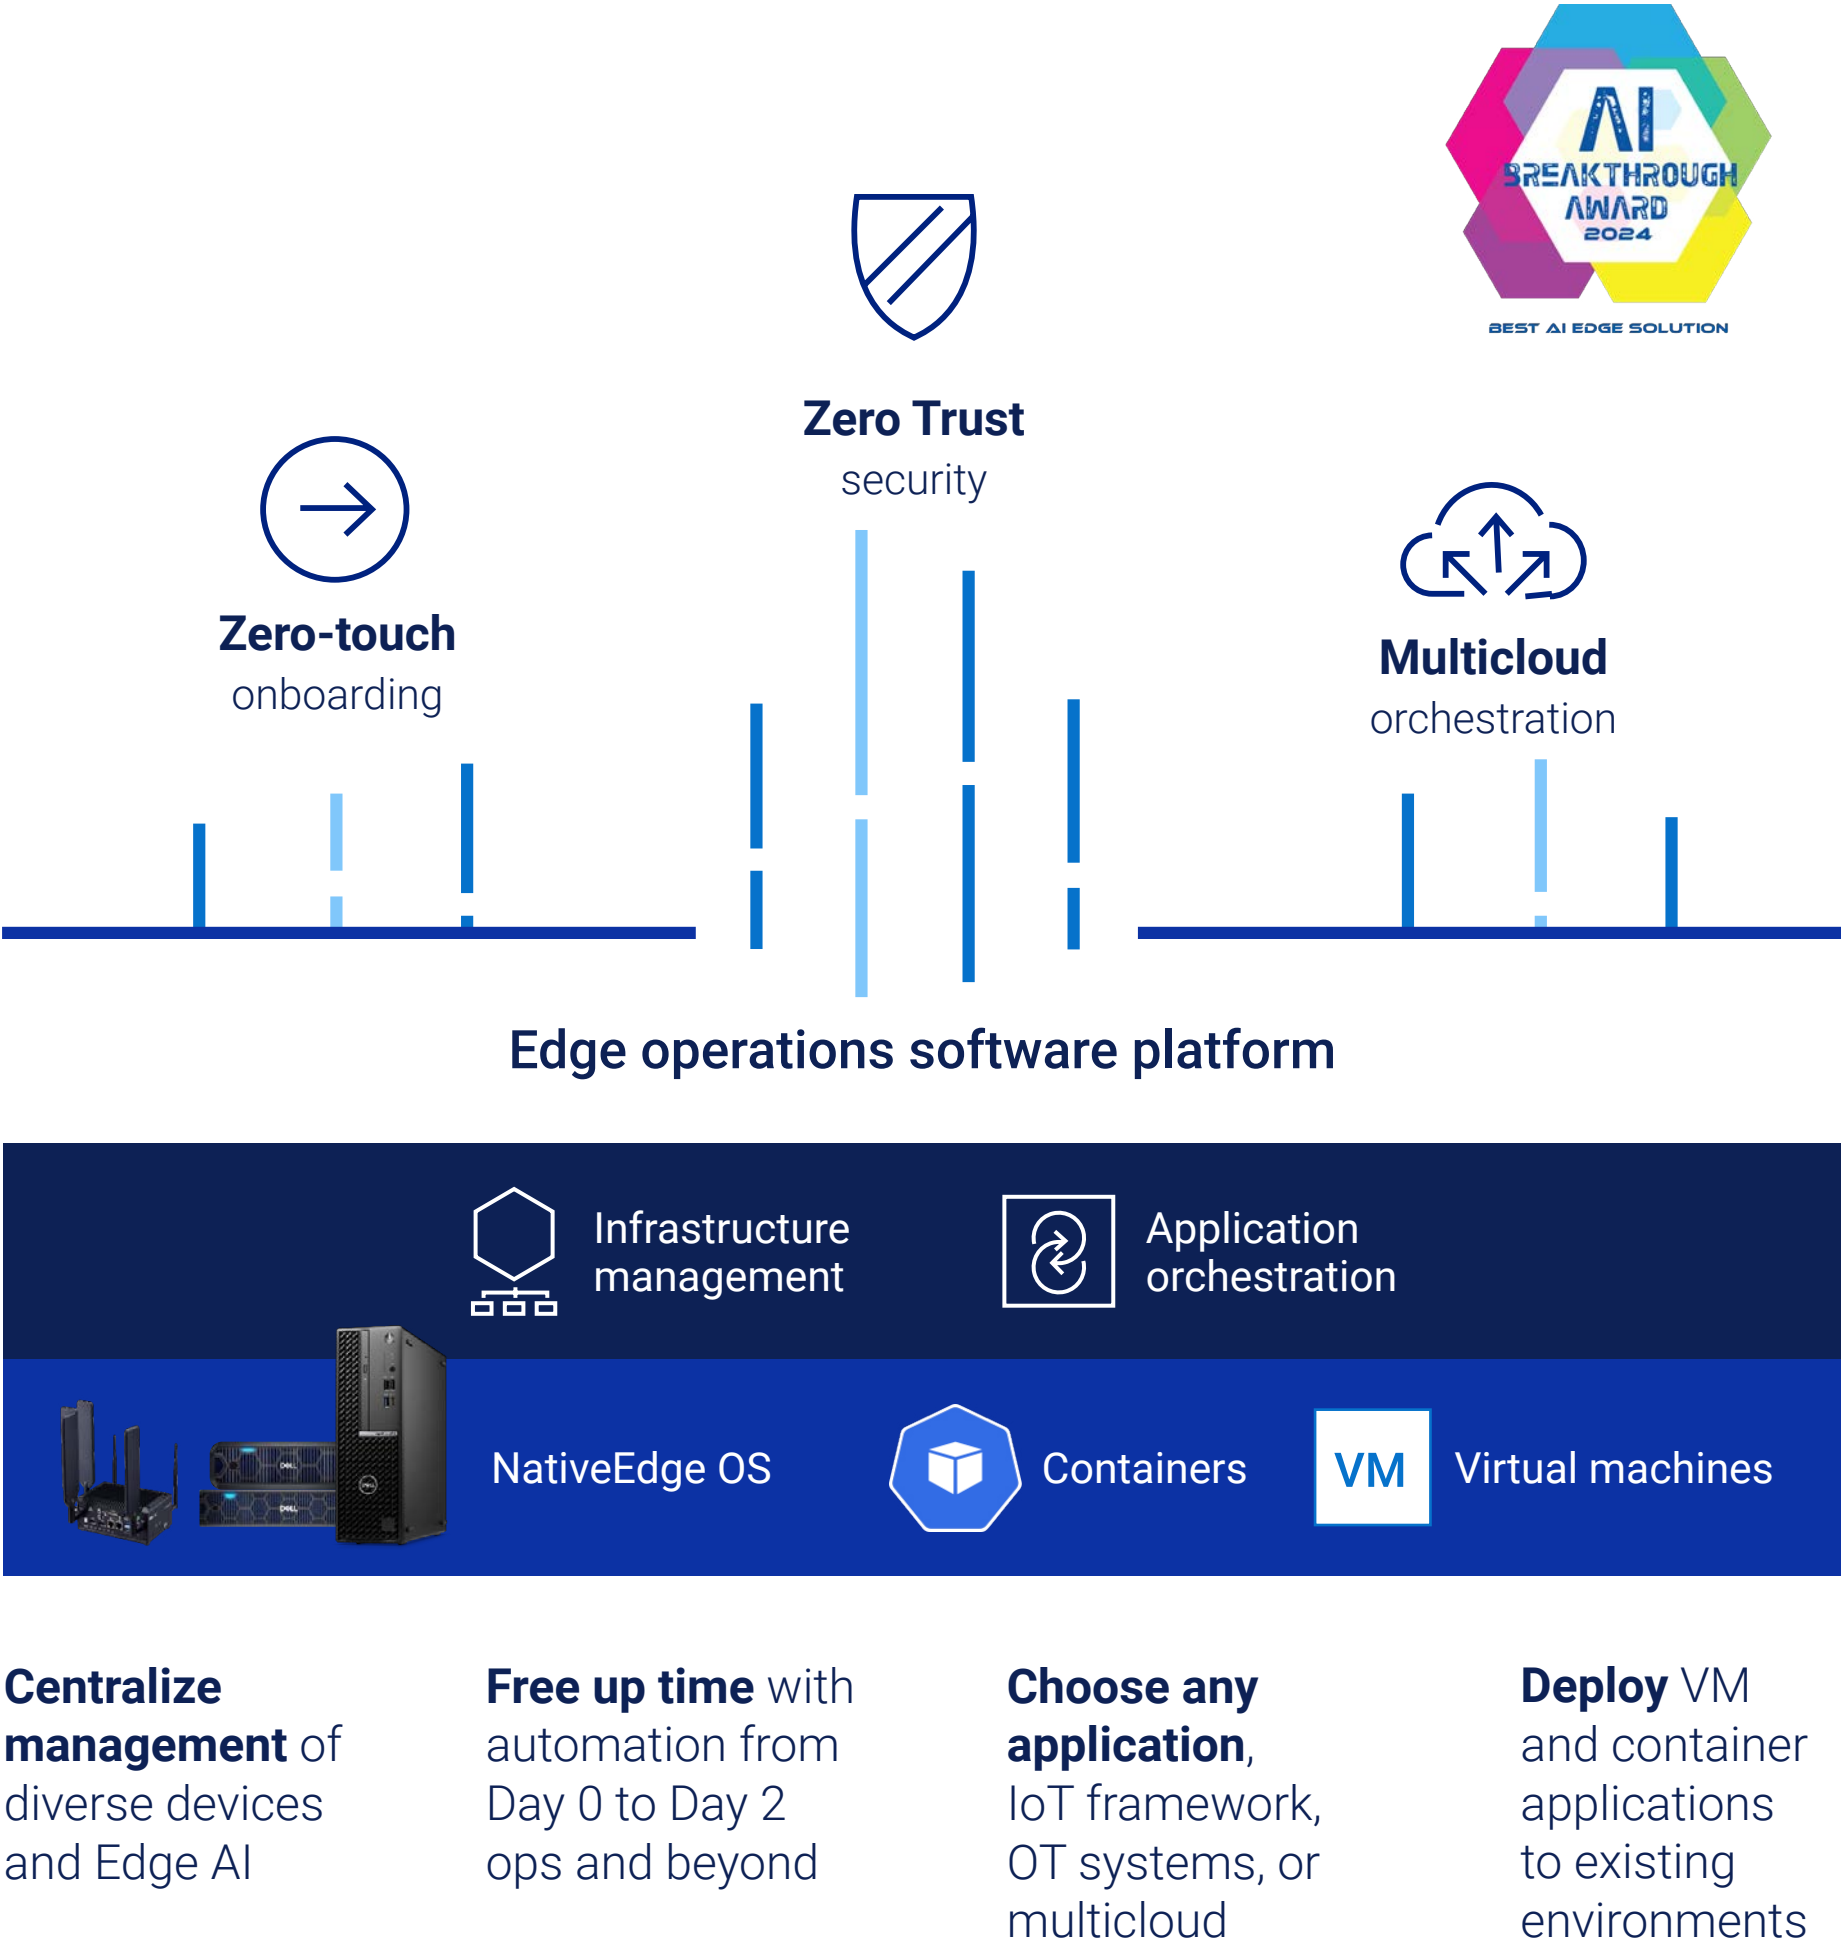 AI
BREAKTHROUGH
AWARD
2024
BEST AI EDGE SOLUTION
Zero Trust
security
Zero-touch
onboarding
Multicloud
orchestration
Edge operations software platform
Infrastructure
management
Application
orchestration
DELL
DELL
DELL
NativeEdge OS
Containers
VM
Virtual machines
Centralize
management of
diverse devices
and Edge AI
Free up time with
automation from
Day 0 to Day 2
ops and beyond
Choose any
application,
IoT framework,
OT systems, or
multicloud
Deploy VM
and container
applications
to existing
environments